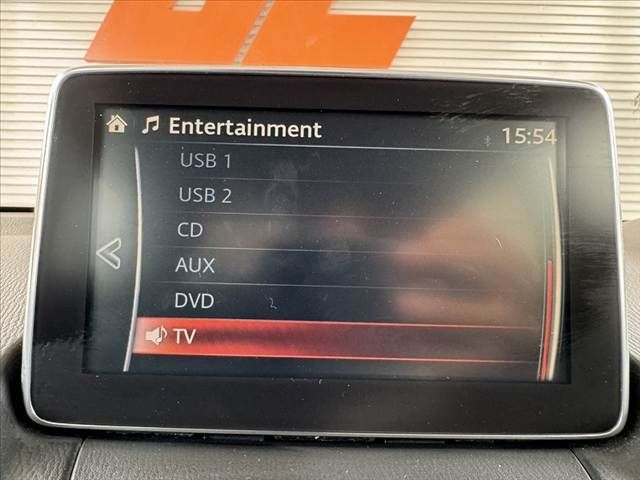 Entertainment 15:54
USB 1
USB 2
CD
AUX
DVD
TV